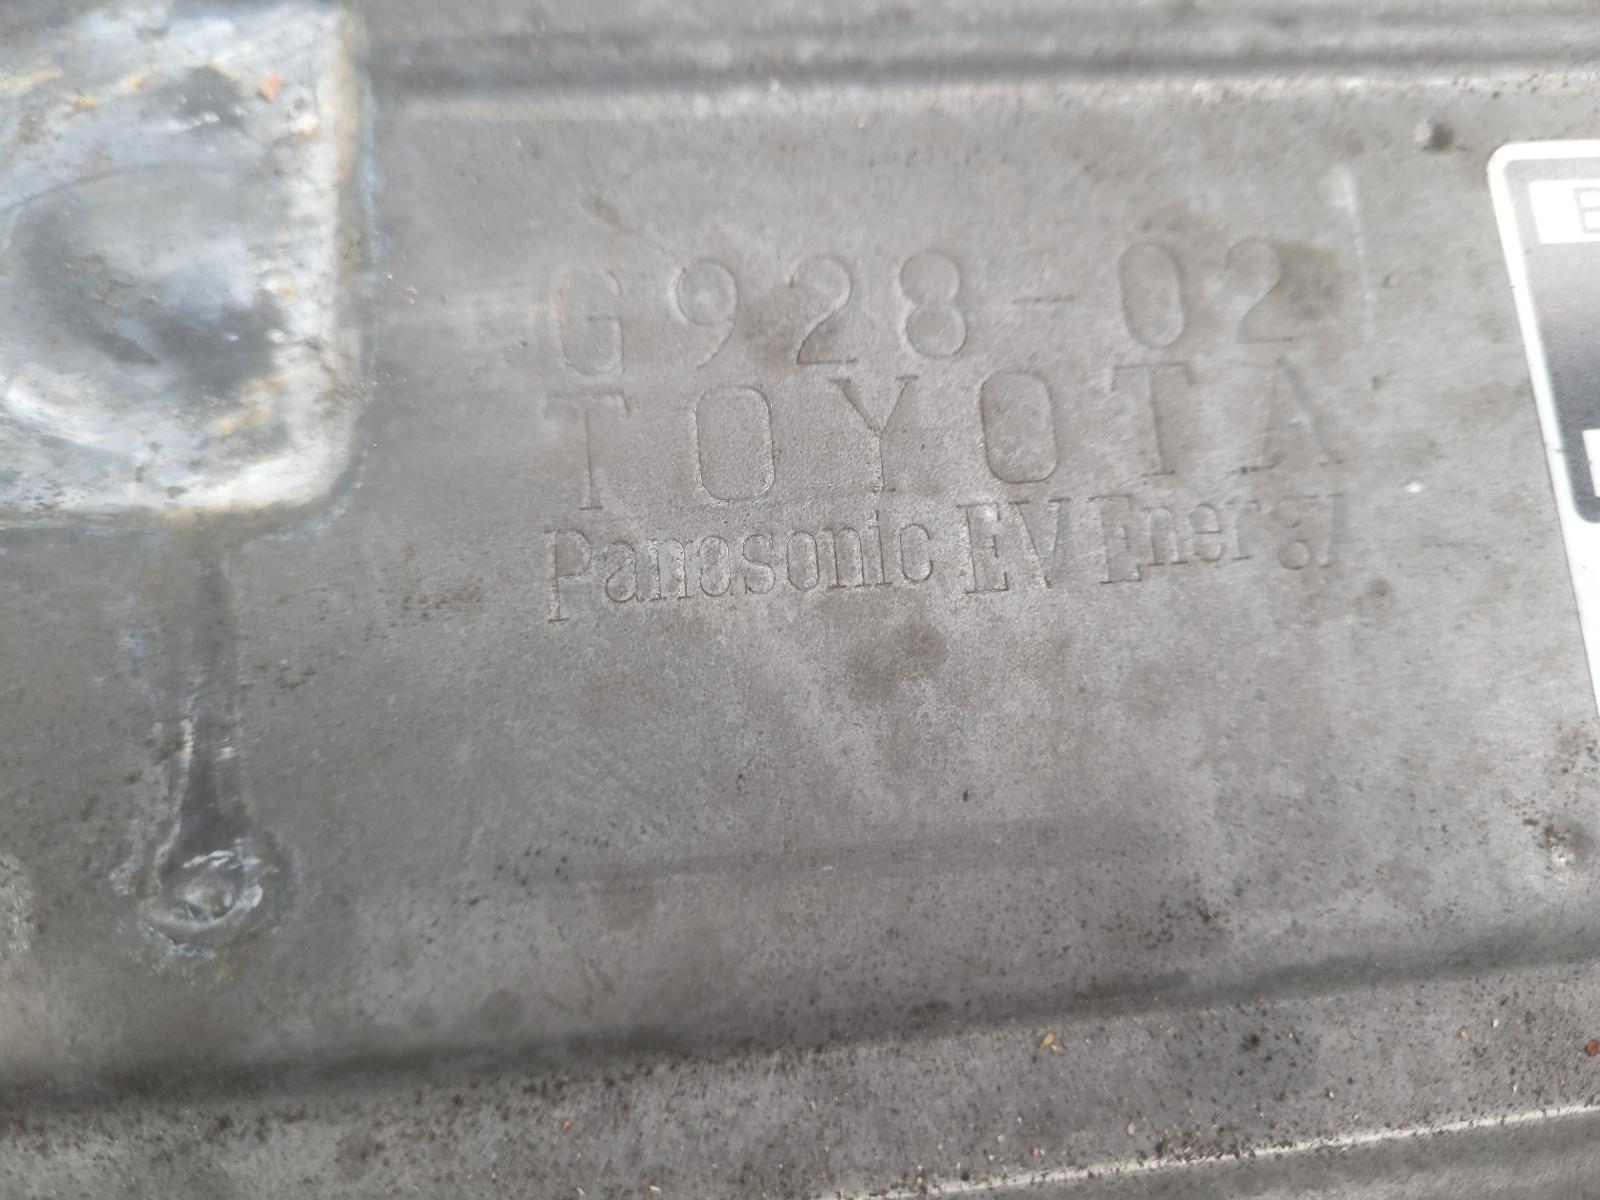 G928-02
TOYOTA
Panasonic EV Energy